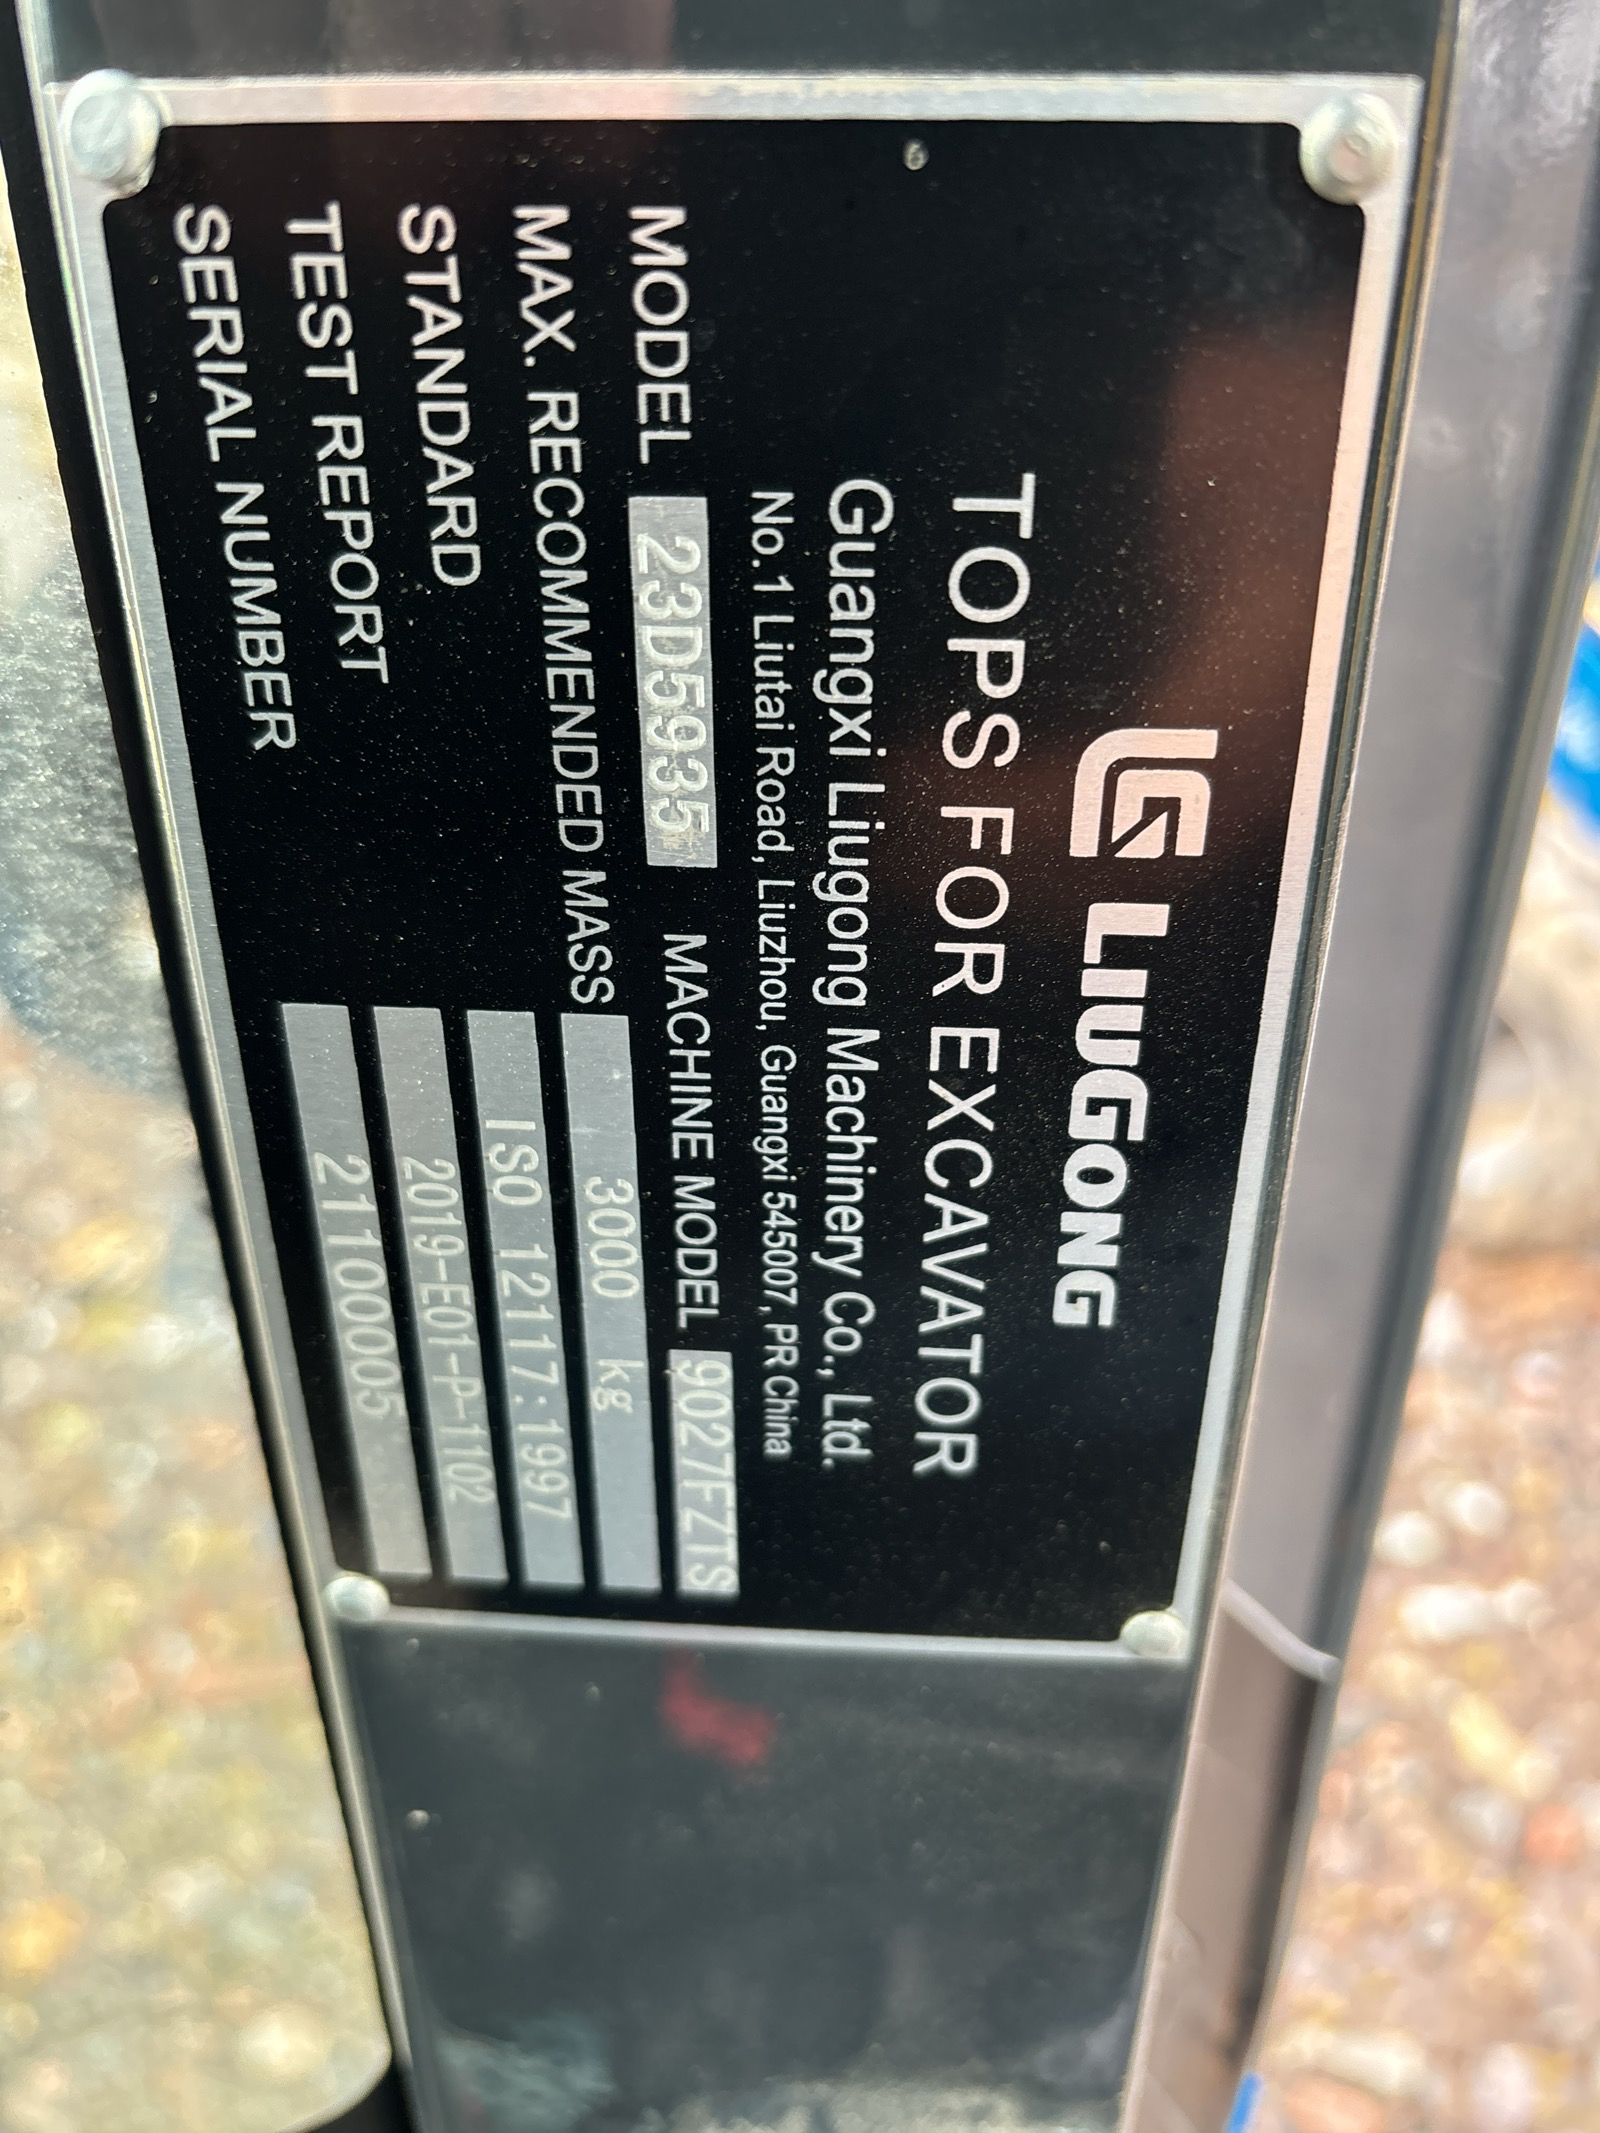 LIUGONG
TOPS FOR EXCAVATOR
Guangxi Liugong Machinery Co., Ltd.
No.1 Liutai Road, Liuzhou, Guangxi 545007, PR China
MODEL 23D5935 MACHINE MODEL 9027FZTS
MAX. RECOMMENDED MASS 3000 kg
STANDARD ISO 12117:1997
TEST REPORT 2019-E01-P-1102
SERIAL NUMBER 21100005